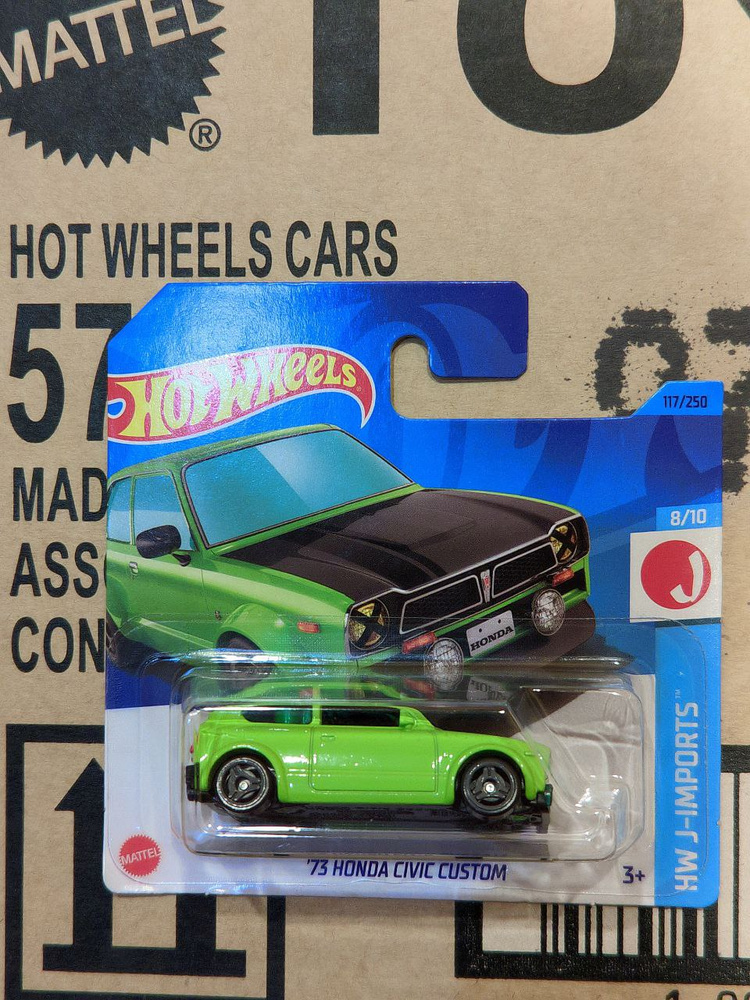 MATTEL
®
HOT WHEELS CARS
57
MAD
ASS
CON
HOT WHEELS
117/250
8/10
J
HONDA
HW J-IMPORTS™
MATTEL
'73 HONDA CIVIC CUSTOM
3+